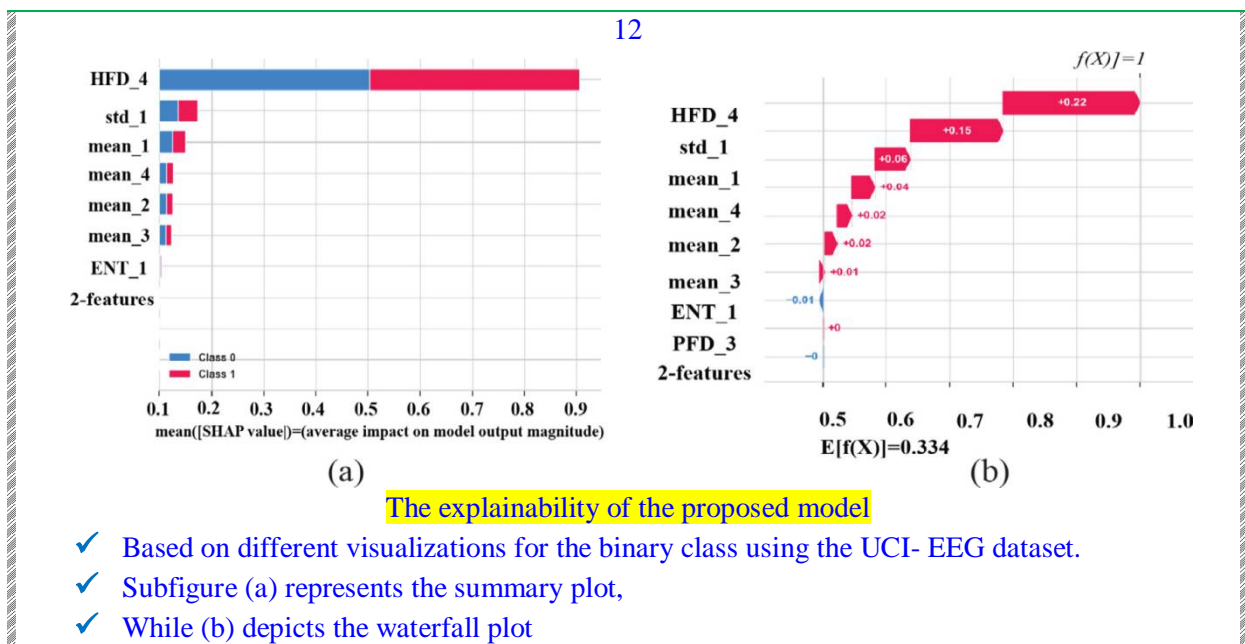 12
HFD_4
std_1
mean_1
mean_4
mean_2
mean_3
ENT_1
2-features
Class 0
Class 1
0.1 0.2 0.3 0.4 0.5 0.6 0.7 0.8 0.9
mean([SHAP value|)=(average impact on model output magnitude)
(a)
f(X)]=1
HFD_4
+0.22
+0.15
std_1
+0.06
mean_1
+0.04
mean_4
+0.02
mean_2
+0.02
mean_3
+0.01
−0.01
ENT_1
+0
PFD_3
−0
2-features
0.5 0.6 0.7 0.8 0.9 1.0
E[f(X)]=0.334
(b)
The explainability of the proposed model
✓ Based on different visualizations for the binary class using the UCI- EEG dataset.
✓ Subfigure (a) represents the summary plot,
✓ While (b) depicts the waterfall plot